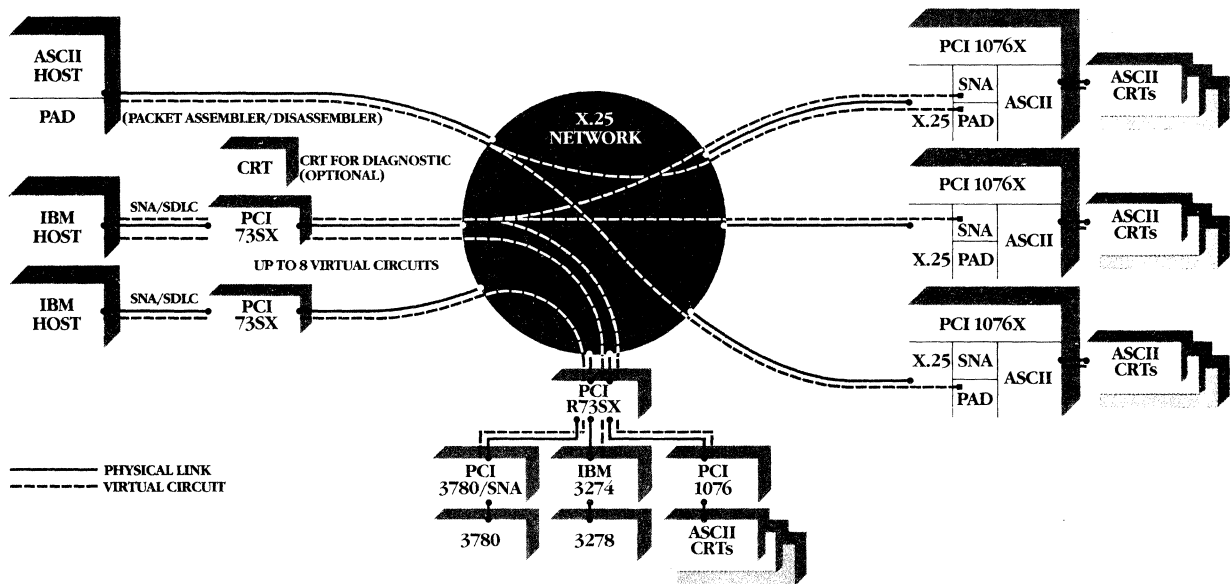 ASCII
HOST
PAD
(PACKET ASSEMBLER/DISASSEMBLER)
CRT
CRT FOR DIAGNOSTIC
(OPTIONAL)
IBM
HOST
SNA/SDLC
PCI
73SX
UP TO 8 VIRTUAL CIRCUITS
IBM
HOST
SNA/SDLC
PCI
73SX
X.25
NETWORK
PCI 1076X
SNA
X.25
PAD
ASCII
ASCII
CRTs
PCI 1076X
SNA
X.25
PAD
ASCII
ASCII
CRTs
PCI 1076X
X.25
SNA
PAD
ASCII
ASCII
CRTs
PCI
R73SX
PCI
3780/SNA
IBM
3274
PCI
1076
3780
3278
ASCII
CRTs
PHYSICAL LINK
VIRTUAL CIRCUIT